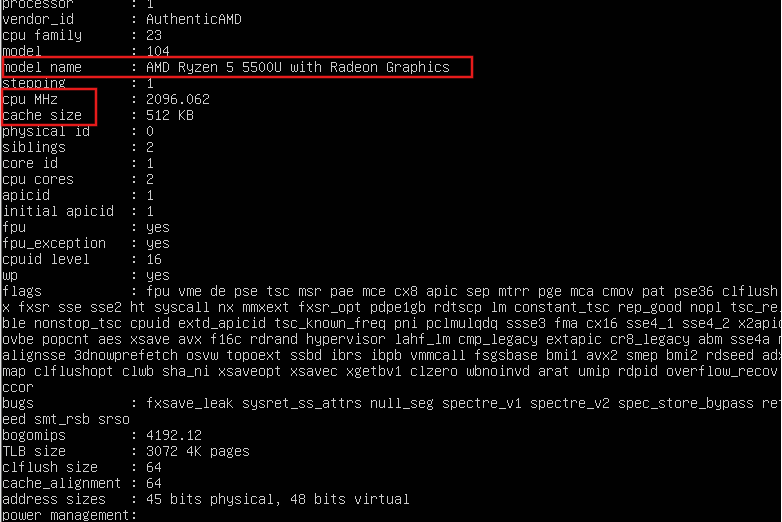 processor : 1
vendor_id : AuthenticAMD
cpu family : 23
model : 104
model name : AMD Ryzen 5 5500U with Radeon Graphics
stepping : 1
cpu MHz : 2096.062
cache size : 512 KB
physical id : 0
siblings : 2
core id : 1
cpu cores : 2
apicid : 1
initial apicid : 1
fpu : yes
fpu_exception : yes
cpuid level : 16
wp : yes
flags : fpu vme de pse tsc msr pae mce cx8 apic sep mtrr pge mca cmov pat pse36 clflush
x fxsr sse sse2 ht syscall nx mmxext fxsr_opt pdpe1gb rdtscp lm constant_tsc rep_good nopl tsc_re
ble nonstop_tsc cpuid extd_apicid tsc_known_freq pni pclmulqdq ssse3 fma cx16 sse4_1 sse4_2 x2apic
ovbe popcnt aes xsave avx f16c rdrand hypervisor lahf_lm cmp_legacy extapic cr8_legacy abm sse4a m
alignsse 3dnowprefetch osvw topoext ssbd ibrs ibpb vmmcall fsgsbase bmi1 avx2 smep bmi2 rdseed adx
map clflushopt clwb sha_ni xsaveopt xsavec xgetbv1 clzero wbnoinvd arat umip rdpid overflow_recov
ccor
bugs : fxsave_leak sysret_ss_attrs null_seg spectre_v1 spectre_v2 spec_store_bypass ret
eed smt_rsb srso
bogomips : 4192.12
TLB size : 3072 4K pages
clflush size : 64
cache_alignment : 64
address sizes : 45 bits physical, 48 bits virtual
power management: